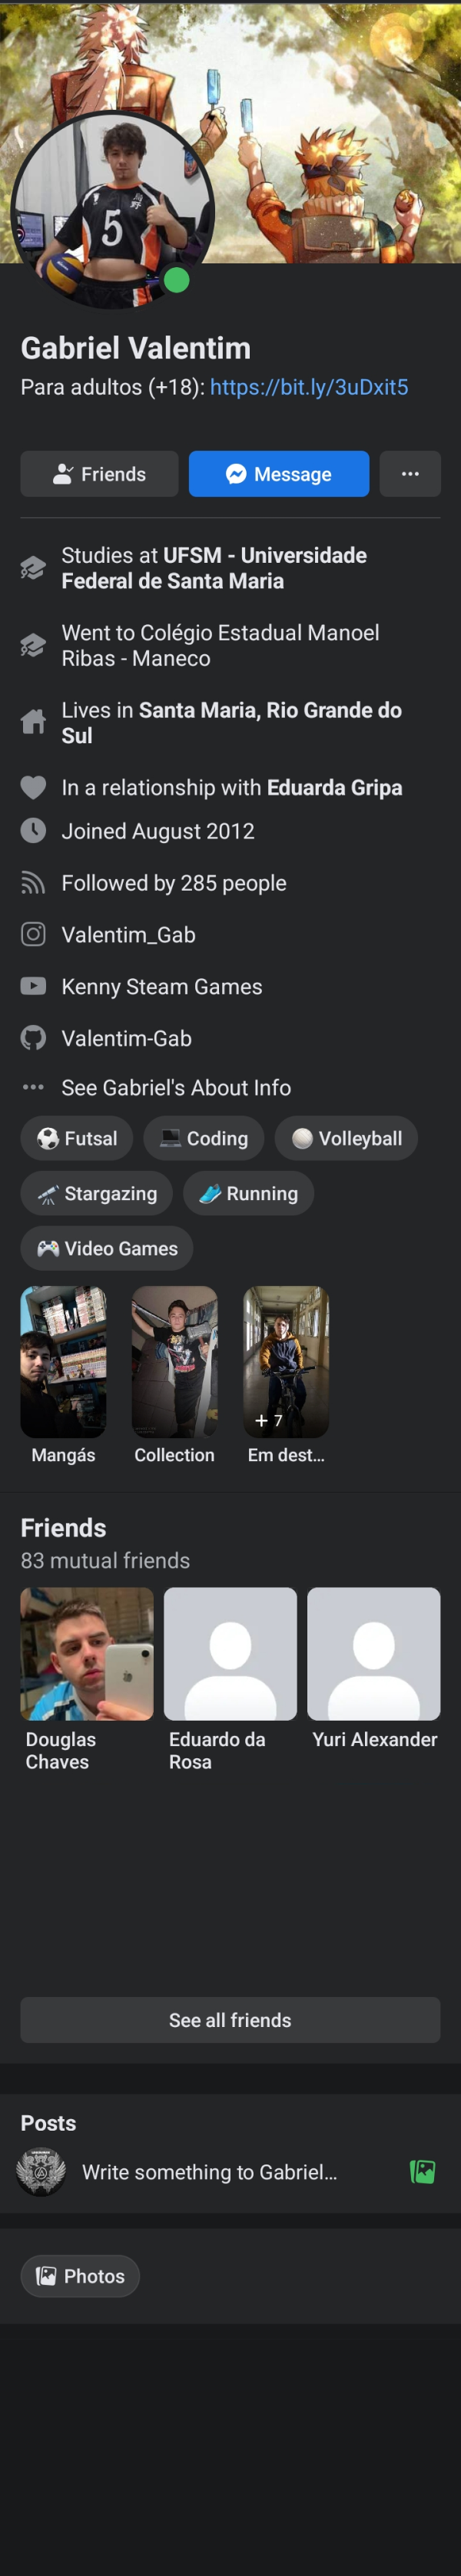 5
Gabriel Valentim
Para adultos (+18): https://bit.ly/3uDxit5
Friends
Message
Studies at UFSM - Universidade
Federal de Santa Maria
Went to Colégio Estadual Manoel
Ribas - Maneco
Lives in Santa Maria, Rio Grande do
Sul
In a relationship with Eduarda Gripa
Joined August 2012
Followed by 285 people
Valentim_Gab
Kenny Steam Games
Valentim-Gab
See Gabriel's About Info
Futsal
Coding
Volleyball
Stargazing
Running
Video Games
+ 7
Mangás
Collection
Em dest...
Friends
83 mutual friends
Douglas
Chaves
Eduardo da
Rosa
Yuri Alexander
See all friends
Posts
Write something to Gabriel...
Photos